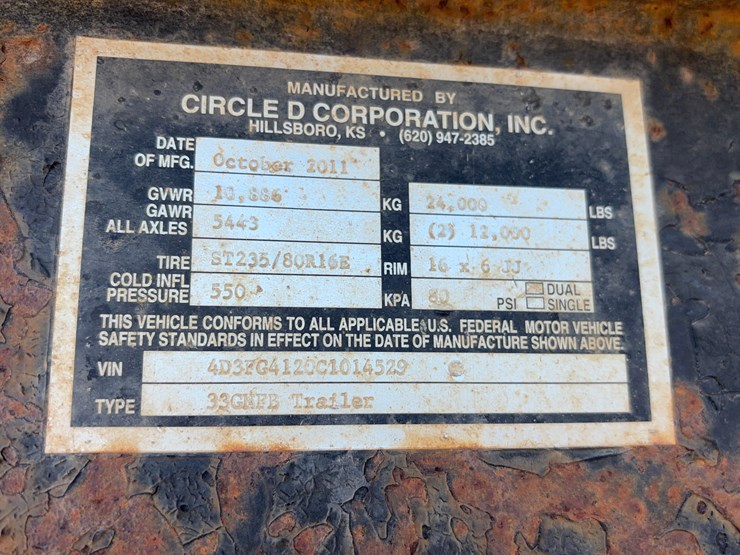 MANUFACTURED BY
CIRCLE D CORPORATION, INC.
HILLSBORO, KS • (620) 947-2385
DATE OF MFG. October 2011
GVWR 10,886 KG 24,000 LBS
GAWR ALL AXLES 5443 KG (2) 12,000 LBS
TIRE ST235/80R16E RIM 16 x 6 JJ
COLD INFL PRESSURE 550 KPA 80 PSI DUAL SINGLE
THIS VEHICLE CONFORMS TO ALL APPLICABLE U.S. FEDERAL MOTOR VEHICLE
SAFETY STANDARDS IN EFFECT ON THE DATE OF MANUFACTURE SHOWN ABOVE.
VIN
TYPE Trailer